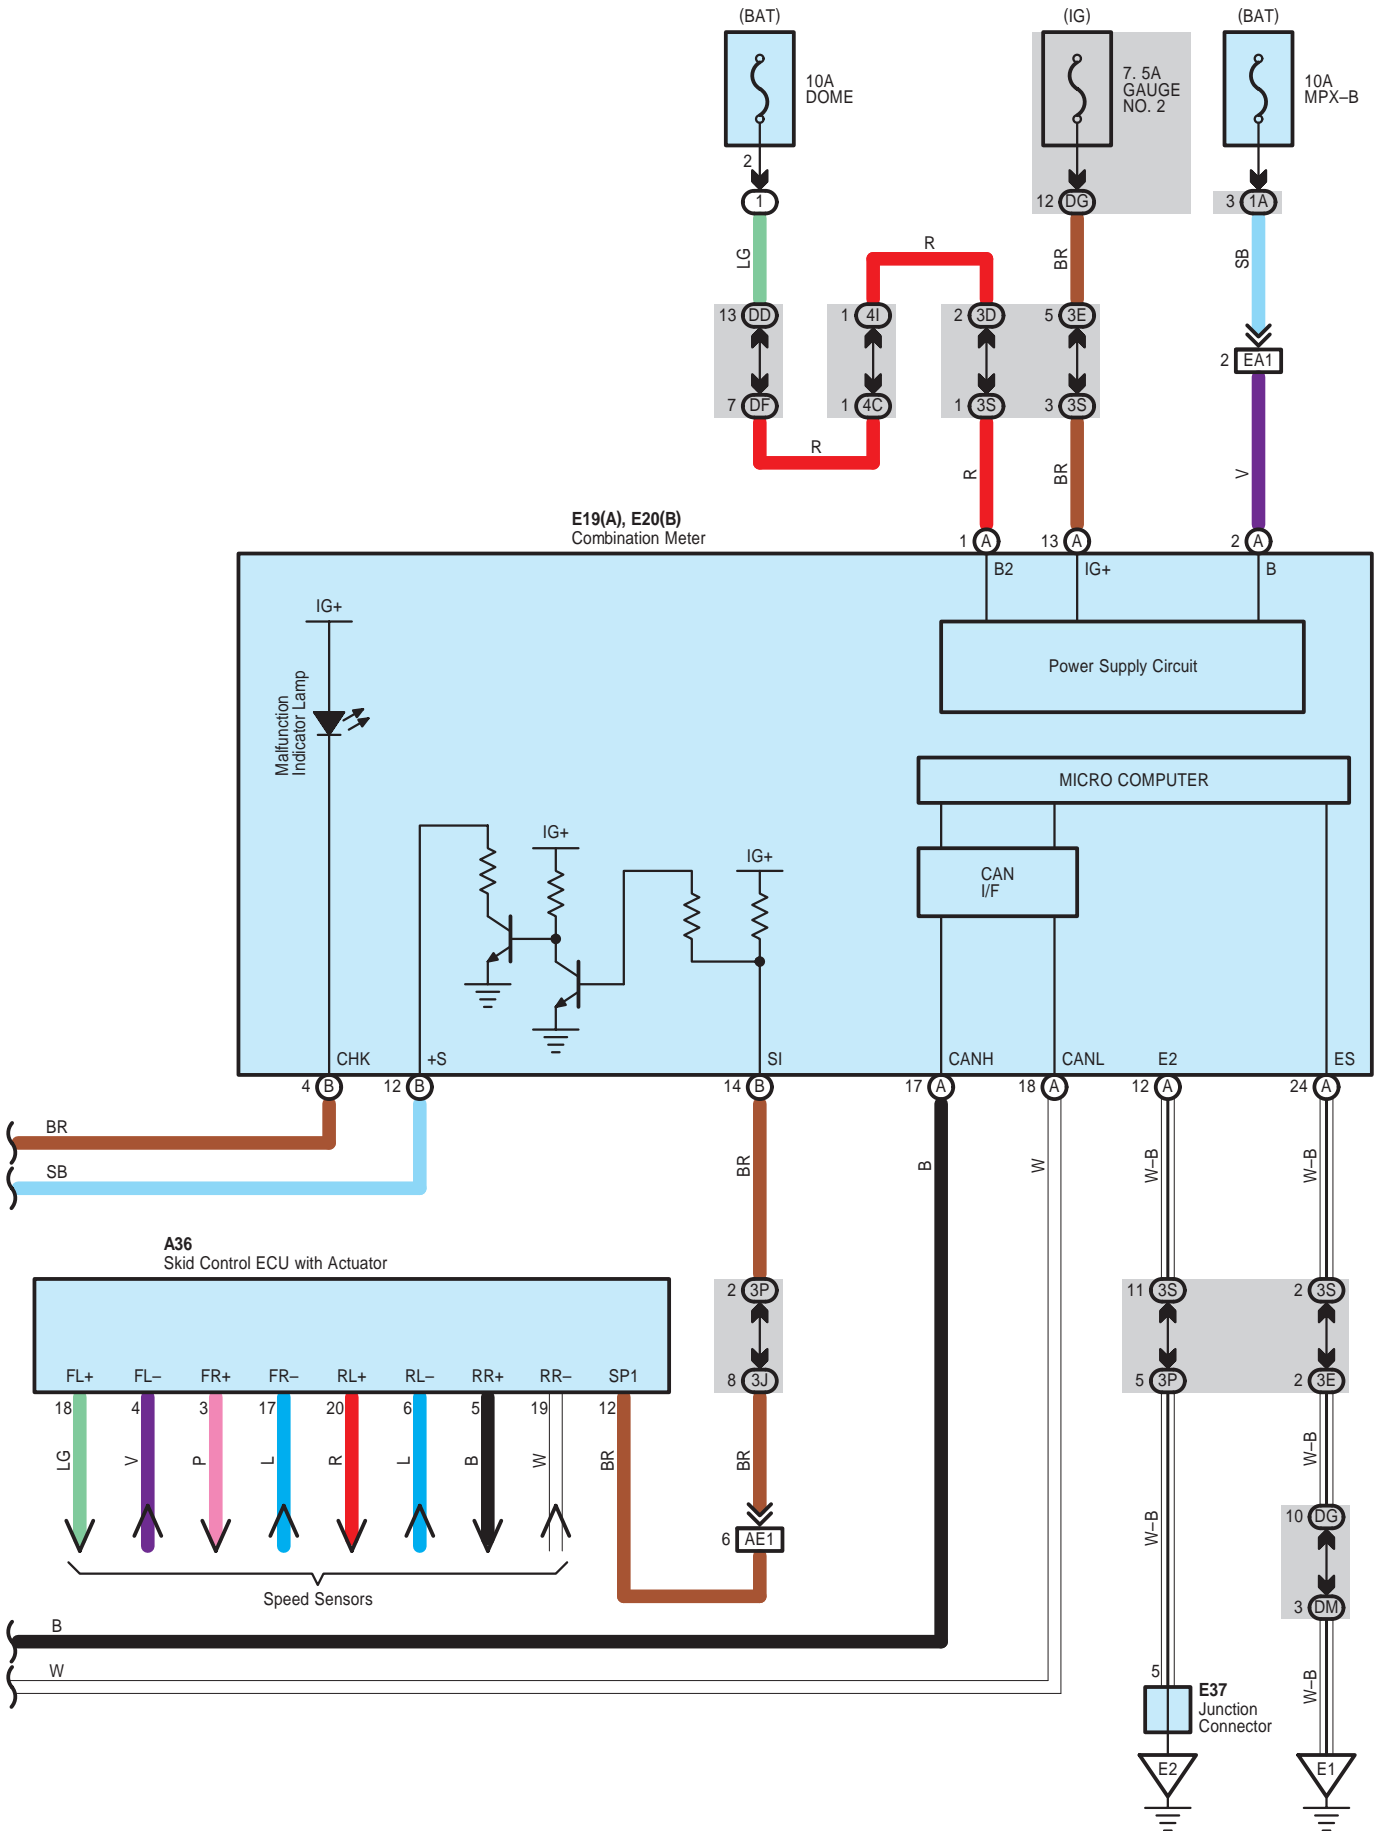 (BAT)
(IG)
(BAT)
10A
DOME
7. 5A
GAUGE
NO. 2
10A
MPX–B
2
1
12 DG
3 1A
LG
R
BR
SB
13 DD
1 4I
2 3D
5 3E
2 EA1
7 DF
1 4C
1 3S
3 3S
R
R
BR
V
E19(A), E20(B)
Combination Meter
1 A
13 A
2 A
B2
IG+
B
IG+
Power Supply Circuit
Malfunction
Indicator Lamp
MICRO COMPUTER
IG+
IG+
CAN
I/F
CHK
+S
SI
CANH
CANL
E2
ES
4 B
12 B
14 B
17 A
18 A
12 A
24 A
BR
SB
BR
B
W
W–B
W–B
A36
Skid Control ECU with Actuator
2 3P
11 3S
2 3S
FL+
FL–
FR+
FR–
RL+
RL–
RR+
RR–
SP1
8 3J
5 3P
2 3E
18
4
3
17
20
6
5
19
12
LG
V
P
L
R
L
B
W
BR
BR
W–B
W–B
10 DG
6 AE1
Speed Sensors
3 DM
B
W
5
E37
Junction
Connector
W–B
E2
E1